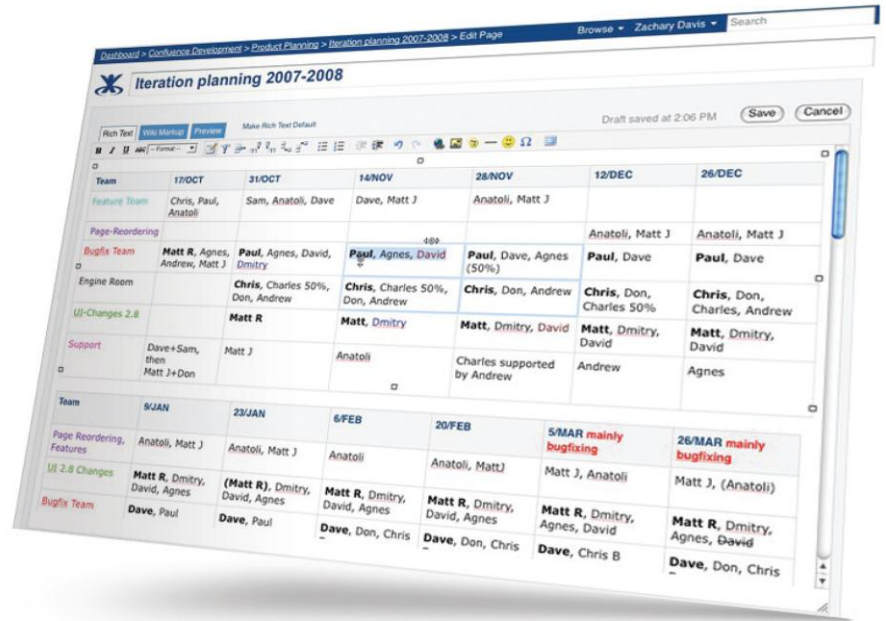 Dashboard > Confluence Development > Product Planning > Iteration planning 2007-2008 > Edit Page
Browse Zachary Davis Search
Iteration planning 2007-2008
Draft saved at 2:06 PM Save Cancel
Rich Text Wiki Markup Preview Make Rich Text Default
B I U ABC -- Format --
Team 17/OCT 31/OCT 14/NOV 28/NOV 12/DEC 26/DEC
Feature Team Chris, Paul, Anatoli Sam, Anatoli, Dave Dave, Matt J Anatoli, Matt J
Page-Reordering Anatoli, Matt J Anatoli, Matt J
Bugfix Team Matt R, Agnes, Andrew, Matt J Paul, Agnes, David, Dmitry Paul, Agnes, David Paul, Dave, Agnes (50%) Paul, Dave Paul, Dave
Engine Room Chris, Charles 50%, Don, Andrew Chris, Charles 50%, Don, Andrew Chris, Don, Andrew Chris, Don, Charles 50% Chris, Don, Charles, Andrew
UI-Changes 2.8 Matt R Matt, Dmitry Matt, Dmitry, David Matt, Dmitry, David Matt, Dmitry, David
Support Dave+Sam, then Matt J+Don Matt J Anatoli Charles supported by Andrew Andrew Agnes
Team 9/JAN 23/JAN 6/FEB 20/FEB 5/MAR mainly bugfixing 26/MAR mainly bugfixing
Page Reordering, Features Anatoli, Matt J Anatoli, Matt J Anatoli Anatoli, MattJ Matt J, Anatoli Matt J, (Anatoli)
UI 2.8 Changes Matt R, Dmitry, David, Agnes (Matt R), Dmitry, David, Agnes Matt R, Dmitry, David, Agnes Matt R, Dmitry, David, Agnes Matt R, Dmitry, Agnes, David Matt R, Dmitry, Agnes, David
Bugfix Team Dave, Paul Dave, Paul Dave, Don, Chris Dave, Don, Chris Dave, Chris B Dave, Don, Chris